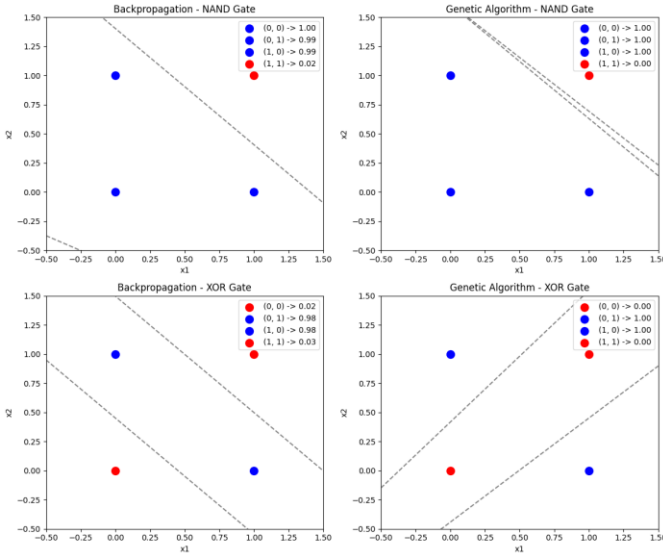 Backpropagation - NAND Gate
(0, 0) -> 1.00
(0, 1) -> 0.99
(1, 0) -> 0.99
(1, 1) -> 0.02
1.50
1.25
1.00
0.75
0.50
0.25
0.00
−0.25
−0.50
x2
−0.50 −0.25 0.00 0.25 0.50 0.75 1.00 1.25 1.50
x1
Genetic Algorithm - NAND Gate
(0, 0) -> 1.00
(0, 1) -> 1.00
(1, 0) -> 1.00
(1, 1) -> 0.00
1.50
1.25
1.00
0.75
0.50
0.25
0.00
−0.25
−0.50
x2
−0.50 −0.25 0.00 0.25 0.50 0.75 1.00 1.25 1.50
x1
Backpropagation - XOR Gate
(0, 0) -> 0.02
(0, 1) -> 0.98
(1, 0) -> 0.98
(1, 1) -> 0.03
1.50
1.25
1.00
0.75
0.50
0.25
0.00
−0.25
−0.50
x2
−0.50 −0.25 0.00 0.25 0.50 0.75 1.00 1.25 1.50
x1
Genetic Algorithm - XOR Gate
(0, 0) -> 0.00
(0, 1) -> 1.00
(1, 0) -> 1.00
(1, 1) -> 0.00
1.50
1.25
1.00
0.75
0.50
0.25
0.00
−0.25
−0.50
x2
−0.50 −0.25 0.00 0.25 0.50 0.75 1.00 1.25 1.50
x1